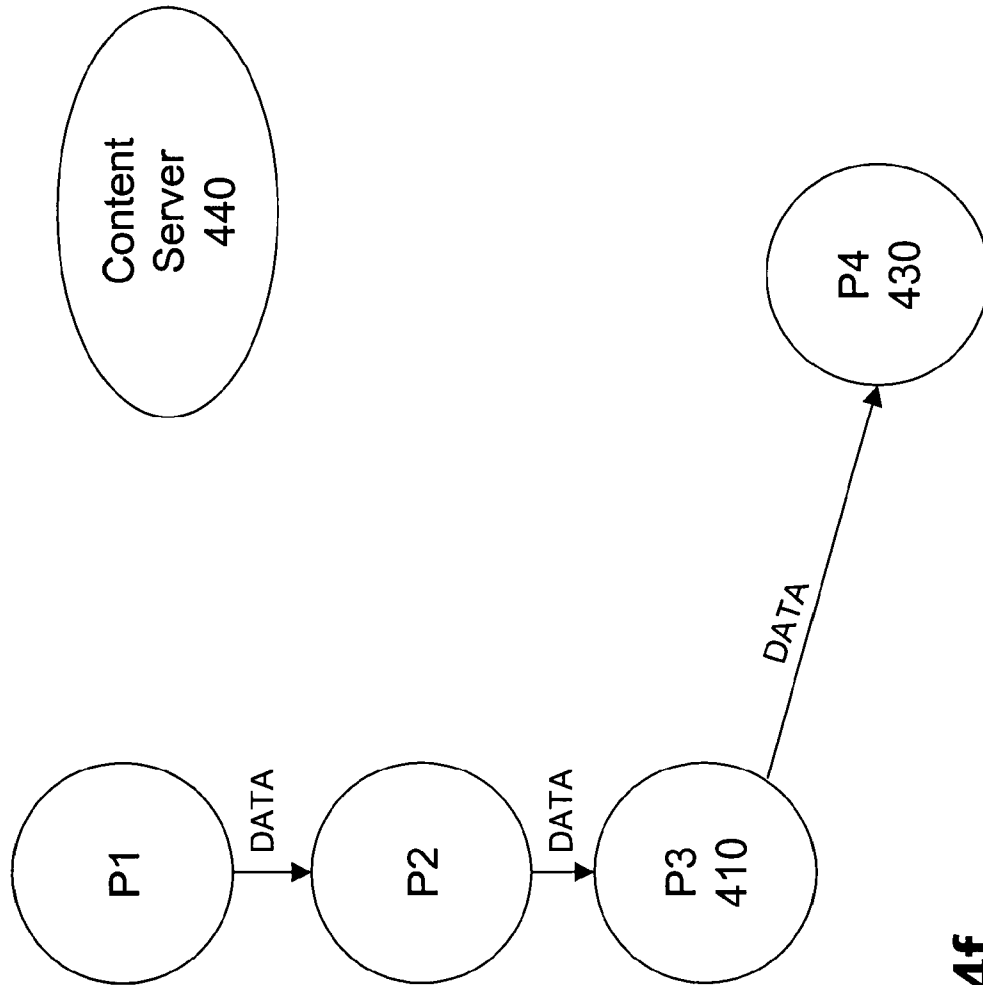 P1
DATA
P2
DATA
P3
410
DATA
P4
430
Content
Server
440
4f